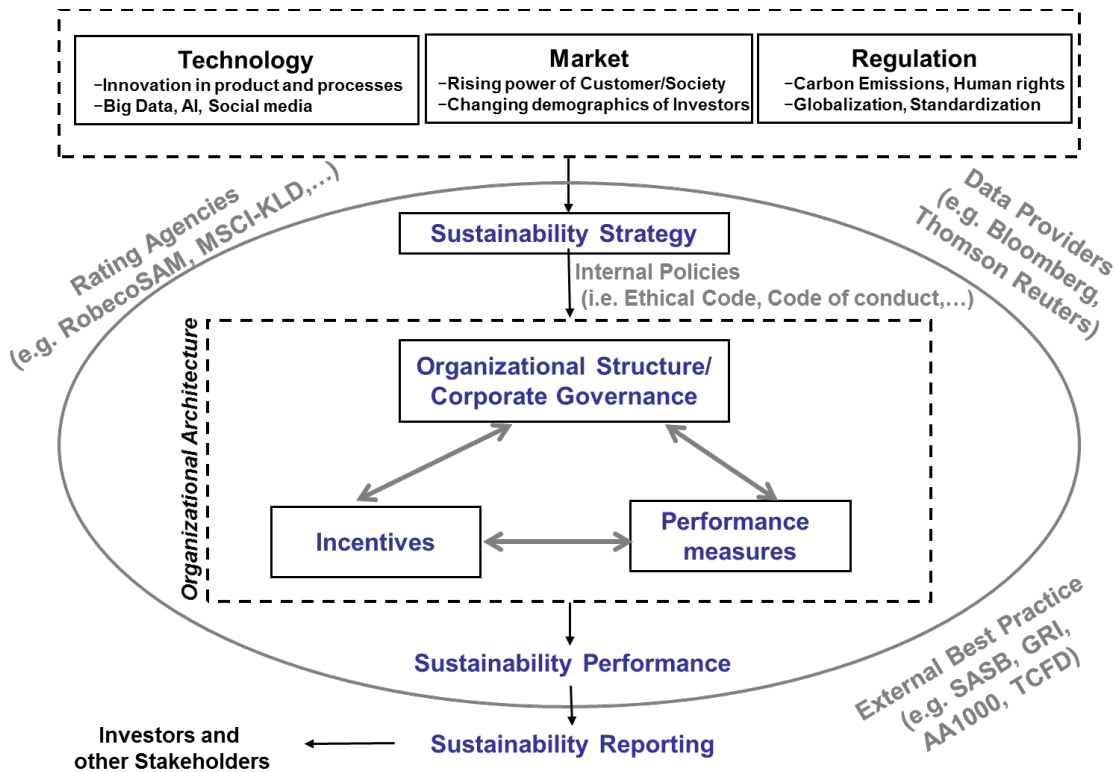 Technology
−Innovation in product and processes
−Big Data, AI, Social media
Market
−Rising power of Customer/Society
−Changing demographics of Investors
Regulation
−Carbon Emissions, Human rights
−Globalization, Standardization
Rating Agencies
(e.g. RobecoSAM, MSCI-KLD,…)
Data Providers
(e.g. Bloomberg,
Thomson Reuters)
Sustainability Strategy
Internal Policies
(i.e. Ethical Code, Code of conduct,…)
Organizational Architecture
Organizational Structure/
Corporate Governance
Incentives
Performance
measures
Sustainability Performance
External Best Practice
(e.g. SASB, GRI,
AA1000, TCFD)
Sustainability Reporting
Investors and
other Stakeholders